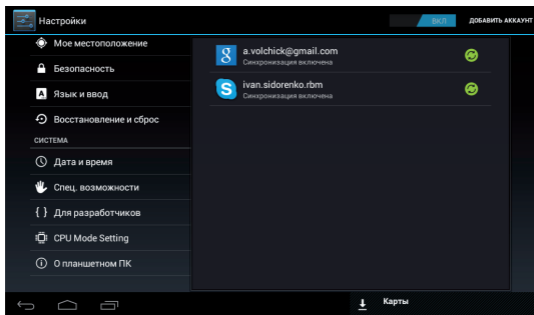 Настройки
ВКЛ
ДОБАВИТЬ АККАУНТ
Мое местоположение
Безопасность
Язык и ввод
Восстановление и сброс
СИСТЕМА
Дата и время
Спец. возможности
Для разработчиков
CPU Mode Setting
О планшетном ПК
a.volchick@gmail.com
Синхронизация включена
ivan.sidorenko.rbm
Синхронизация включена
Карты